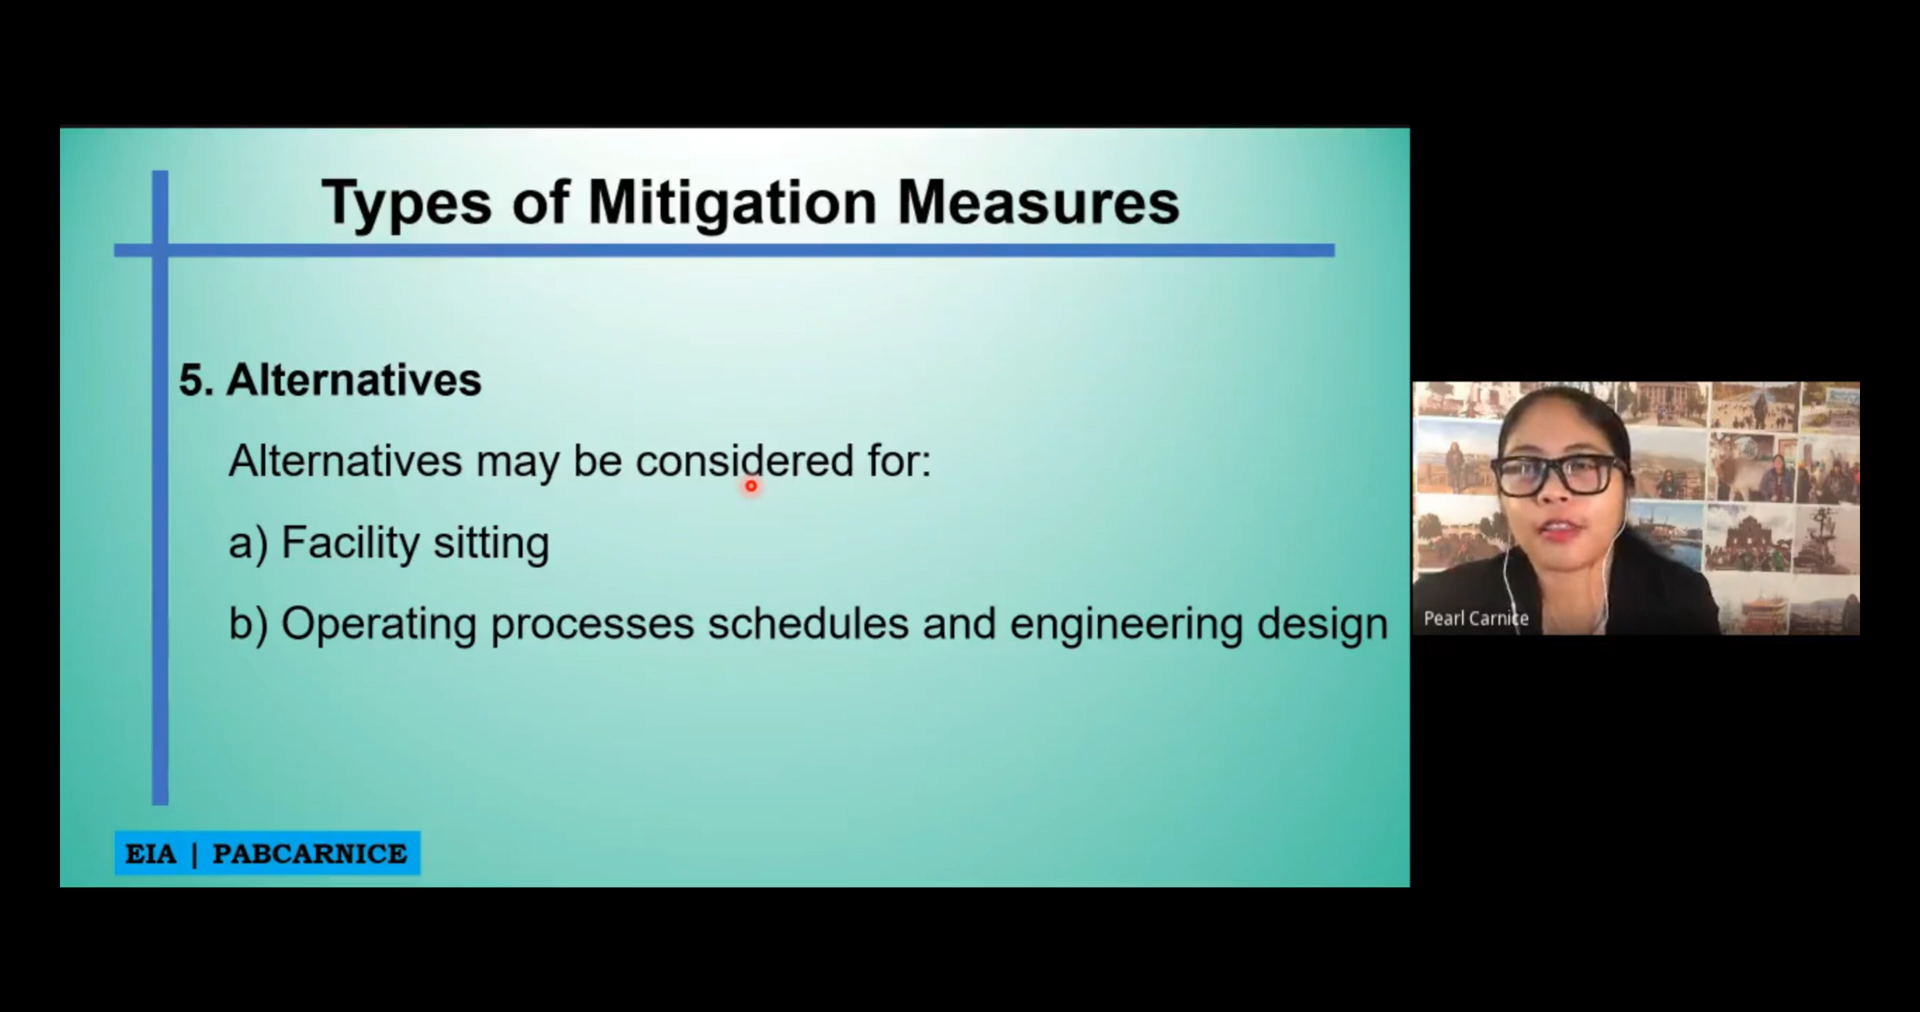 Types of Mitigation Measures
5. Alternatives
Alternatives may be considered for:
a) Facility sitting
b) Operating processes schedules and engineering design
EIA | PABCARNICE
Pearl Carnice